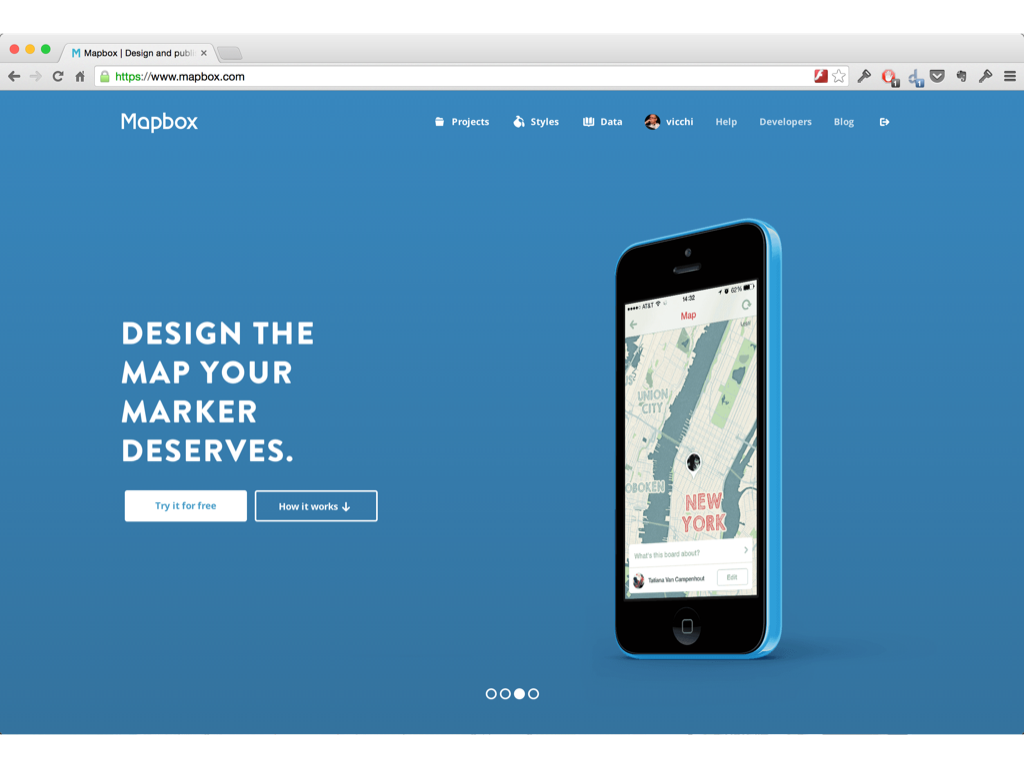 Mapbox | Design and publi
https://www.mapbox.com
Mapbox
Projects
Styles
Data
vicchi
Help
Developers
Blog
DESIGN THE
MAP YOUR
MARKER
DESERVES.
Try it for free
How it works
AT&T
14:32
62%
Map
UNION
CITY
OBOKEN
NEW
YORK
What's this board about?
Tatiana Van Campenhout
Edit